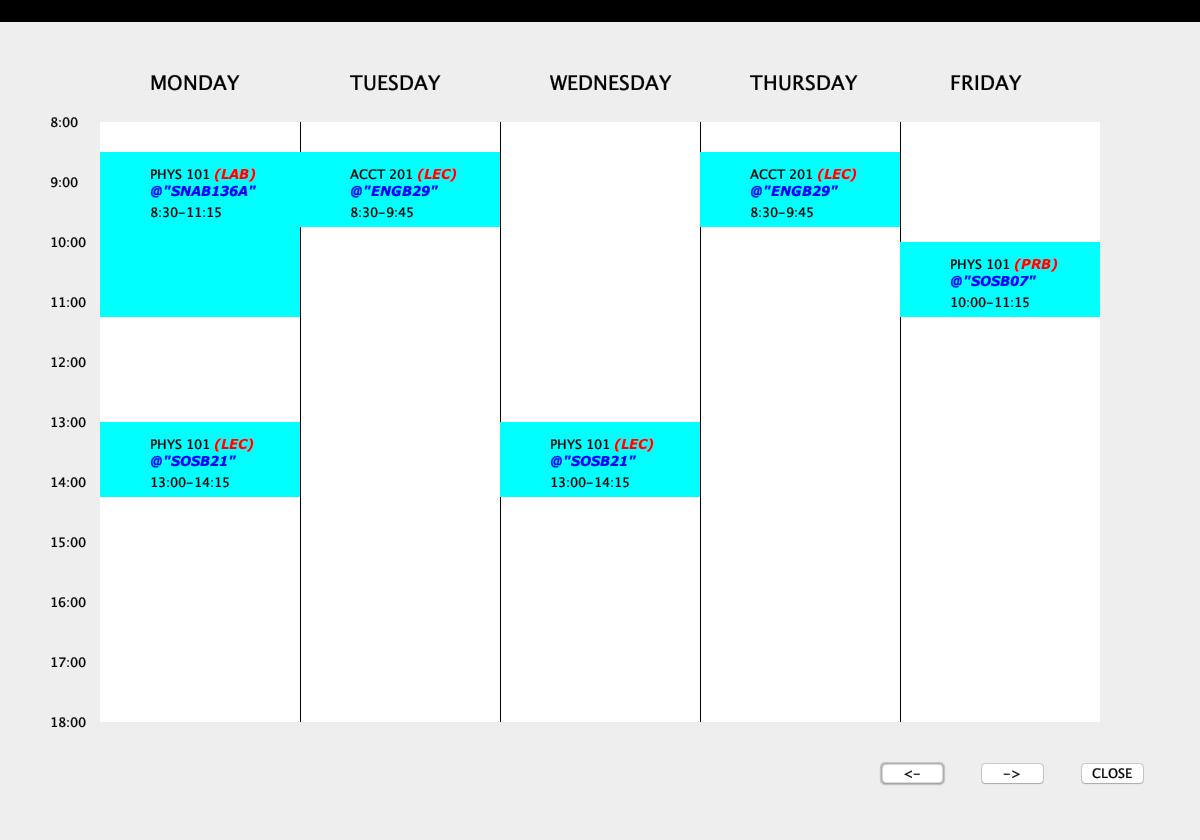 MONDAY TUESDAY WEDNESDAY THURSDAY FRIDAY
8:00
PHYS 101 (LAB) ACCT 201 (LEC) ACCT 201 (LEC)
9:00 @"SNAB136A" @"ENGB29" @"ENGB29"
8:30-11:15 8:30-9:45 8:30-9:45
10:00
PHYS 101 (PRB)
@"SOSB07"
11:00 10:00-11:15
12:00
13:00
PHYS 101 (LEC) PHYS 101 (LEC)
@"SOSB21" @"SOSB21"
14:00 13:00-14:15 13:00-14:15
15:00
16:00
17:00
18:00
<- -> CLOSE